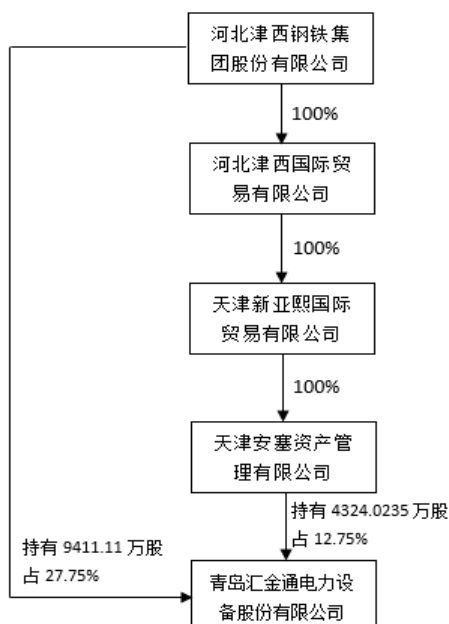 河北津西钢铁集
团股份有限公司
100%
河北津西国际贸
易有限公司
100%
天津新亚熙国际
贸易有限公司
100%
天津安塞资产管
理有限公司
持有 4324.0235 万股
占 12.75%
持有 9411.11 万股
占 27.75%
青岛汇金通电力设
备股份有限公司